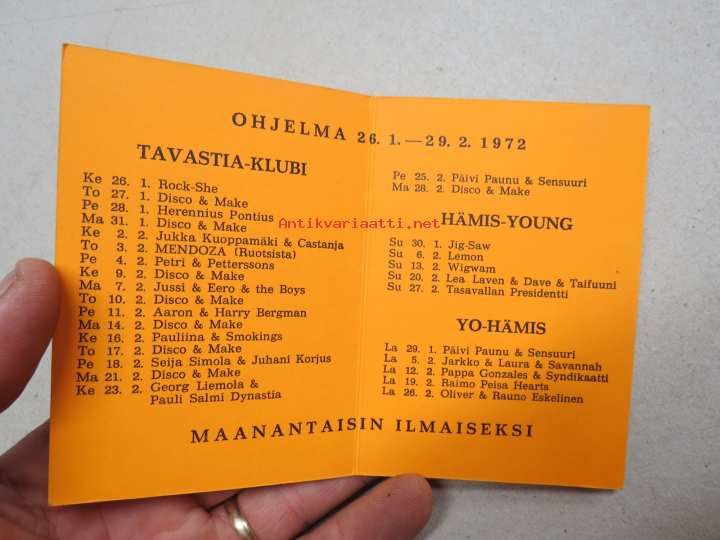 OHJELMA 26. 1.—29. 2. 1972
TAVASTIA-KLUBI
Ke 26. 1. Rock-She
To 27. 1. Disco & Make
Pe 28. 1. Herennius Pontius
Ma 31. 1. Disco & Make
Ke 2. 2. Jukka Kuoppamäki & Castanja
To 3. 2. MENDOZA (Ruotsista)
Pe 4. 2. Petri & Petterssons
Ke 9. 2. Disco & Make
Ma 7. 2. Jussi & Eero & the Boys
To 10. 2. Disco & Make
Pe 11. 2. Aaron & Harry Bergman
Ma 14. 2. Disco & Make
Ke 16. 2. Pauliina & Smokings
To 17. 2. Disco & Make
Pe 18. 2. Seija Simola & Juhani Korjus
Ma 21. 2. Disco & Make
Ke 23. 2. Georg Liemola &
Pauli Salmi Dynastia
Pe 25. 2. Päivi Paunu & Sensuuri
Ma 28. 2. Disco & Make
HÄMIS-YOUNG
Su 30. 1. Jig-Saw
Su 6. 2. Lemon
Su 13. 2. Wigwam
Su 20. 2. Lea Laven & Dave & Taifuuni
Su 27. 2. Tasavallan Presidentti
YO-HÄMIS
La 29. 1. Päivi Paunu & Sensuuri
La 5. 2. Jarkko & Laura & Savannah
La 12. 2. Pappa Gonzales & Syndikaatti
La 19. 2. Raimo Peisa Hearts
La 26. 2. Oliver & Rauno Eskelinen
MAANANTAISIN ILMAISEKSI
Antikvariaatti.net